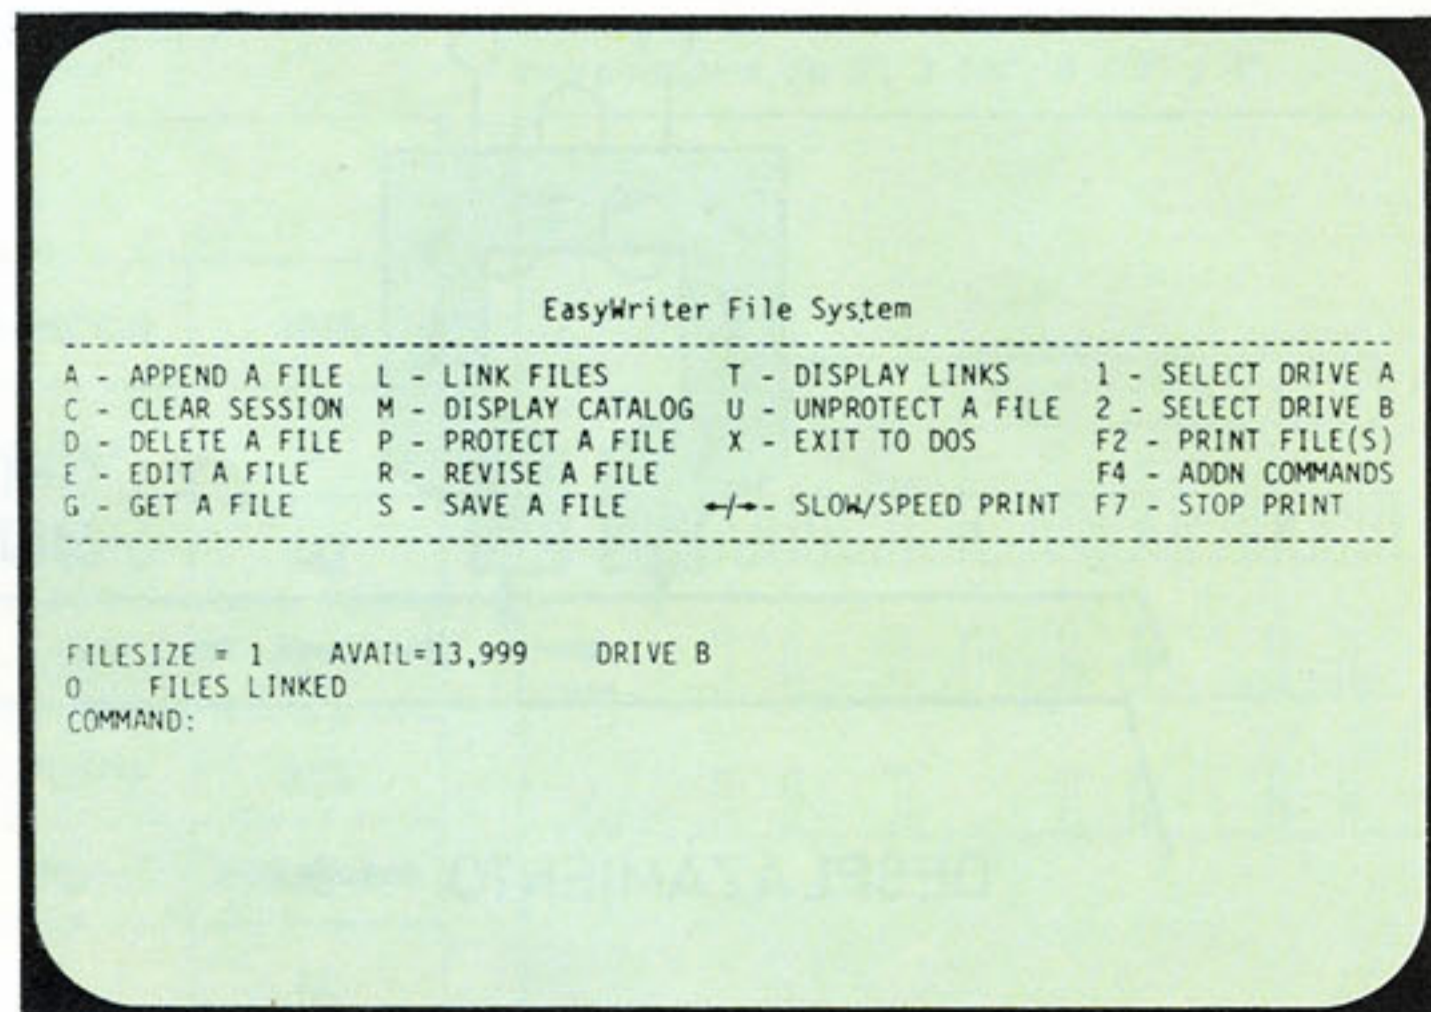 EasyWriter File System
A - APPEND A FILE L - LINK FILES T - DISPLAY LINKS 1 - SELECT DRIVE A
C - CLEAR SESSION M - DISPLAY CATALOG U - UNPROTECT A FILE 2 - SELECT DRIVE B
D - DELETE A FILE P - PROTECT A FILE X - EXIT TO DOS F2 - PRINT FILE(S)
E - EDIT A FILE R - REVISE A FILE F4 - ADDN COMMANDS
G - GET A FILE S - SAVE A FILE ←/→- SLOW/SPEED PRINT F7 - STOP PRINT
FILESIZE = 1 AVAIL=13,999 DRIVE B
0 FILES LINKED
COMMAND:
DESPLAZAMIENTO